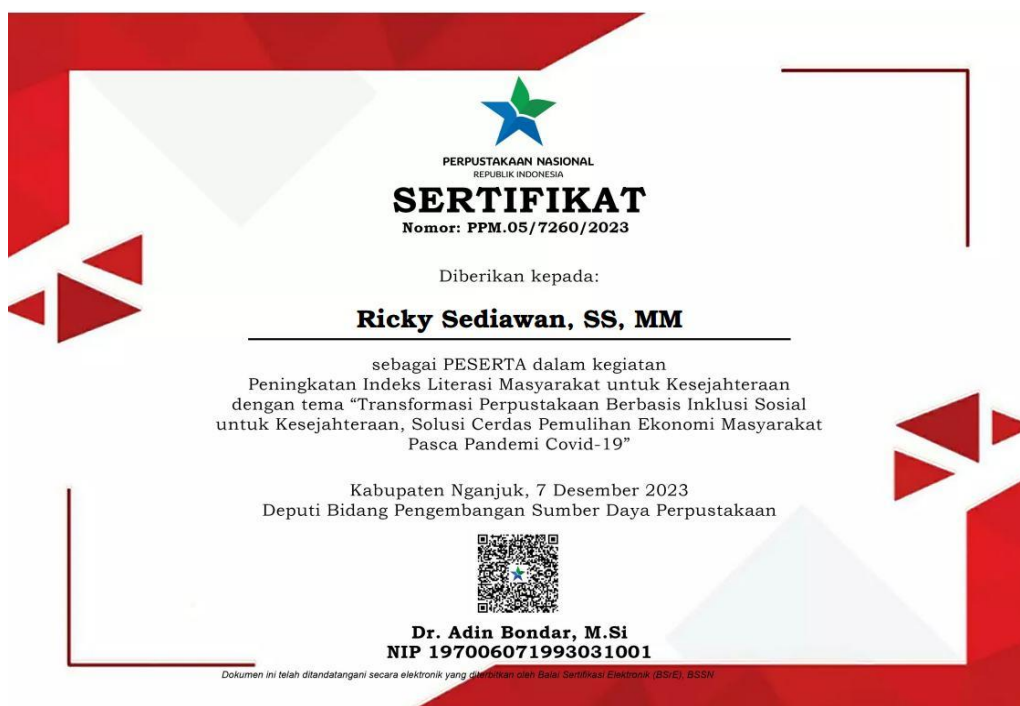 PERPUSTAKAAN NASIONAL
REPUBLIK INDONESIA
SERTIFIKAT
Nomor: PPM.05/7260/2023
Diberikan kepada:
Ricky Sediawan, SS, MM
sebagai PESERTA dalam kegiatan
Peningkatan Indeks Literasi Masyarakat untuk Kesejahteraan
dengan tema “Transformasi Perpustakaan Berbasis Inklusi Sosial
untuk Kesejahteraan, Solusi Cerdas Pemulihan Ekonomi Masyarakat
Pasca Pandemi Covid-19”
Kabupaten Nganjuk, 7 Desember 2023
Deputi Bidang Pengembangan Sumber Daya Perpustakaan
Dr. Adin Bondar, M.Si
NIP 197006071993031001
Dokumen ini telah ditandatangani secara elektronik yang diterbitkan oleh Balai Sertifikasi Elektronik (BSrE), BSSN